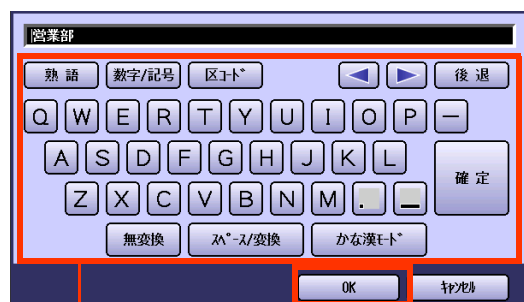 営業部
熟語 数字/記号 区ｺｰﾄﾞ 後退
Q W E R T Y U I O P ー
A S D F G H J K L 確定
Z X C V B N M . _
無変換 ｽﾍﾟｰｽ/変換 かな漢ﾓｰﾄﾞ
OK ｷｬﾝｾﾙ